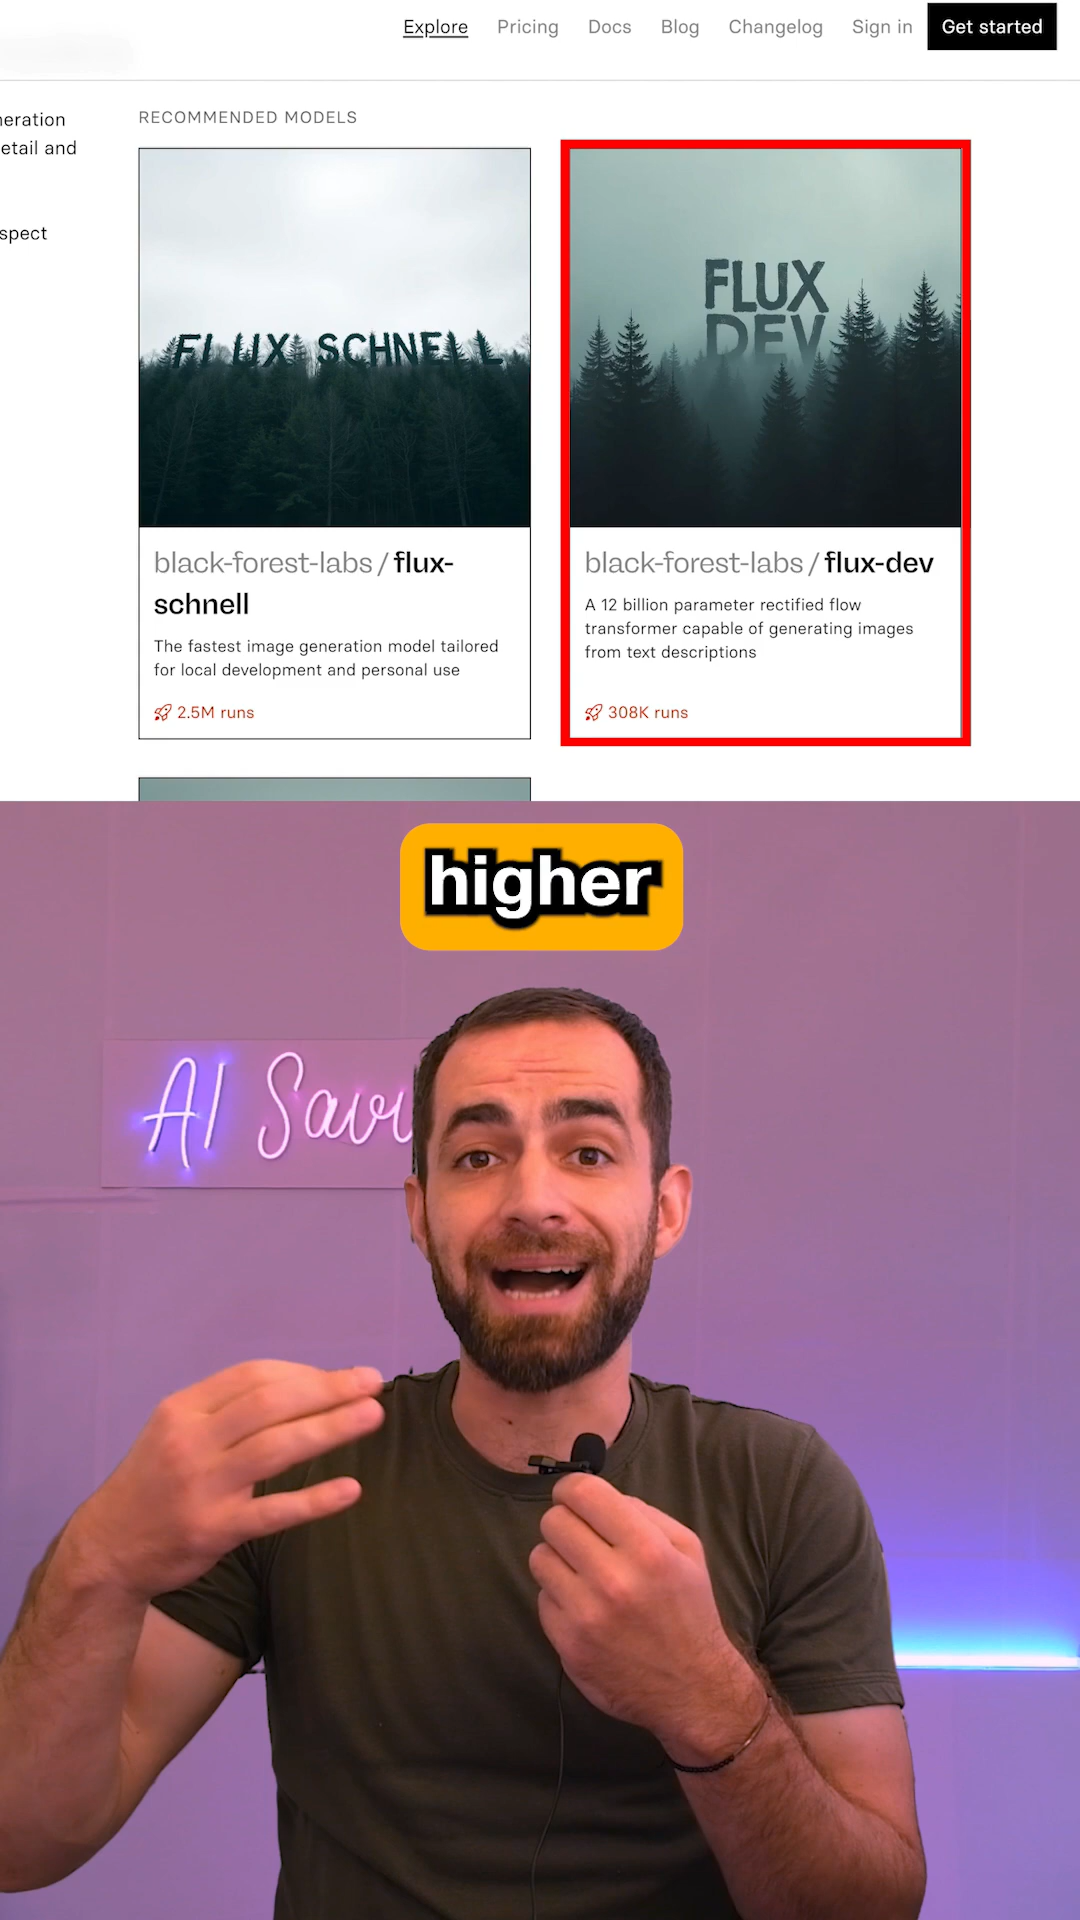 Explore Pricing Docs Blog Changelog Sign in Get started
neration
etail and
spect
RECOMMENDED MODELS
FLUX SCHNELL
FLUX
DEV
black-forest-labs / flux-
schnell
The fastest image generation model tailored
for local development and personal use
2.5M runs
black-forest-labs / flux-dev
A 12 billion parameter rectified flow
transformer capable of generating images
from text descriptions
308K runs
higher
AI Savv